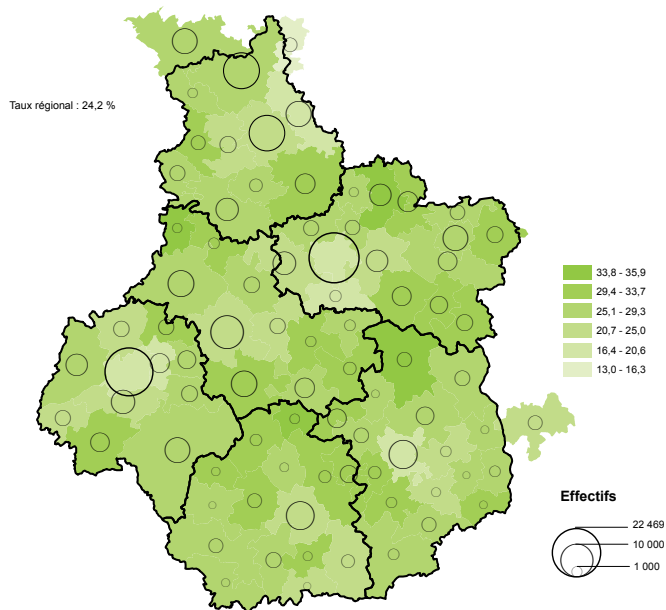 Taux régional : 24,2 %
33,8 - 35,9
29,4 - 33,7
25,1 - 29,3
20,7 - 25,0
16,4 - 20,6
13,0 - 16,3
Effectifs
22 469
10 000
1 000